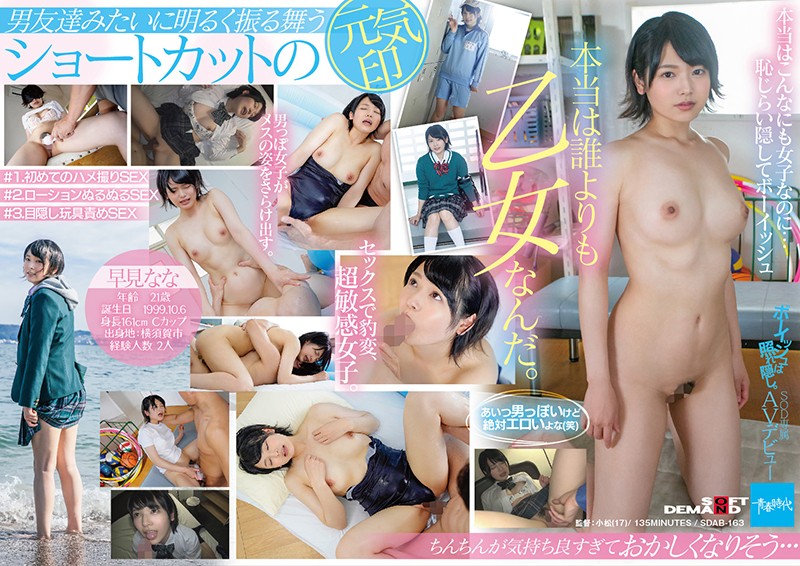 男友達みたいに明るく振る舞う
ショートカットの
元気印
#1.初めてのハメ撮りSEX
#2.ローションぬるぬるSEX
#3.目隠し玩具責めSEX
男っぽ女子が
メスの姿をさらけ出す。
早見なな
年齢 21歳
誕生日 1999.10.6
身長161cm Cカップ
出身地:横須賀市
経験人数 2人
セックスで豹変、
超敏感女子。
本当は誰よりも
乙女なんだ。
本当はこんなにも女子なのに…
恥じらい隠してボーイッシュ
ボーイッシュは
照れ隠し。
AVデビュー
あいつ男っぽいけど
絶対エロいよな(笑)
SOFT
ON
DEMAND
青春時代
監督:小松(17)/135MINUTES/SDAB-163
ちんちんが気持ち良すぎておかしくなりそう…